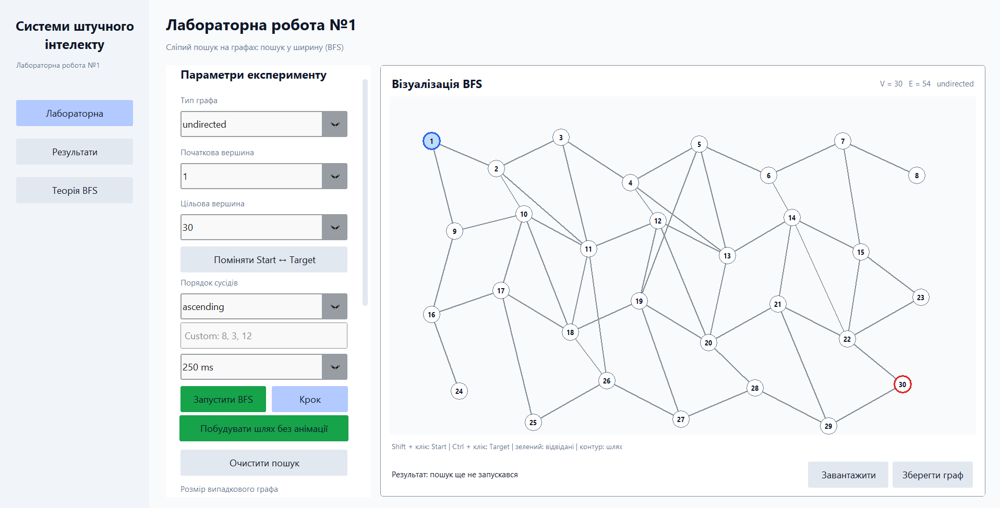 Системи штучного
інтелекту
Лабораторна робота №1
Лабораторна
Результати
Теорія BFS
Лабораторна робота №1
Сліпий пошук на графах: пошук у ширину (BFS)
Параметри експерименту
Тип графа
undirected
Початкова вершина
1
Цільова вершина
30
Поміняти Start ↔ Target
Порядок сусідів
ascending
Custom: 8, 3, 12
250 ms
Запустити BFS
Крок
Побудувати шлях без анімації
Очистити пошук
Розмір випадкового графа
Візуалізація BFS
V = 30 E = 54 undirected
1
2
3
4
5
6
7
8
9
10
11
12
13
14
15
16
17
18
19
20
21
22
23
24
25
26
27
28
29
30
Shift + клік: Start | Ctrl + клік: Target | зелений: відвідані | контур: шлях
Результат: пошук ще не запускався
Завантажити
Зберегти граф